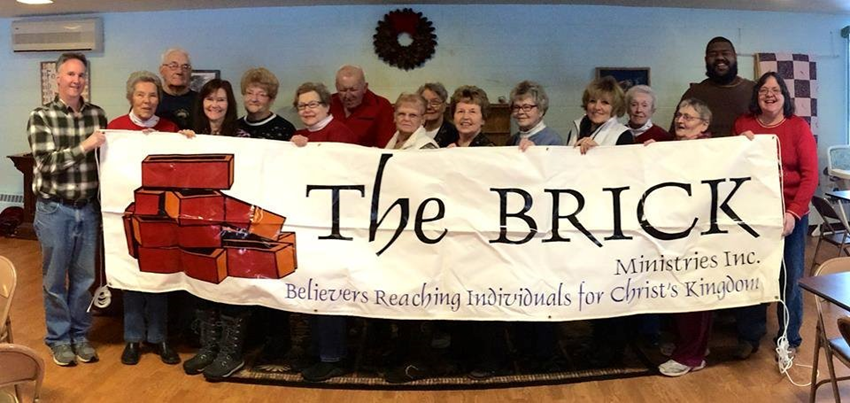 The BRICK
Ministries Inc.
Believers Reaching Individuals for Christ's Kingdom